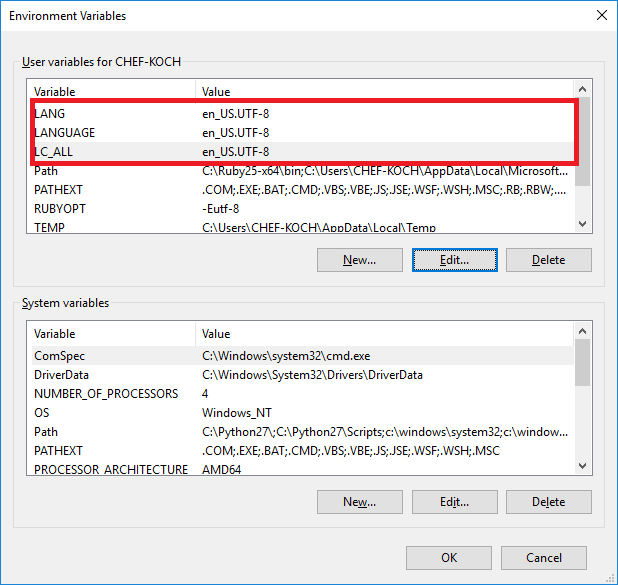 Environment Variables
User variables for CHEF-KOCH
Variable Value
LANG en_US.UTF-8
LANGUAGE en_US.UTF-8
LC_ALL en_US.UTF-8
Path C:\Ruby25-x64\bin;C:\Users\CHEF-KOCH\AppData\Local\Microsoft...
PATHEXT .COM;.EXE;.BAT;.CMD;.VBS;.VBE;.JS;.JSE;.WSF;.WSH;.MSC;.RB;.RBW;....
RUBYOPT -Eutf-8
TEMP C:\Users\CHEF-KOCH\AppData\Local\Temp
New... Edit... Delete
System variables
Variable Value
ComSpec C:\Windows\system32\cmd.exe
DriverData C:\Windows\System32\Drivers\DriverData
NUMBER_OF_PROCESSORS 4
OS Windows_NT
Path C:\Python27\;C:\Python27\Scripts;c:\windows\system32;c:\window...
PATHEXT .COM;.EXE;.BAT;.CMD;.VBS;.VBE;.JS;.JSE;.WSF;.WSH;.MSC
PROCESSOR_ARCHITECTURE AMD64
New... Edit... Delete
OK Cancel